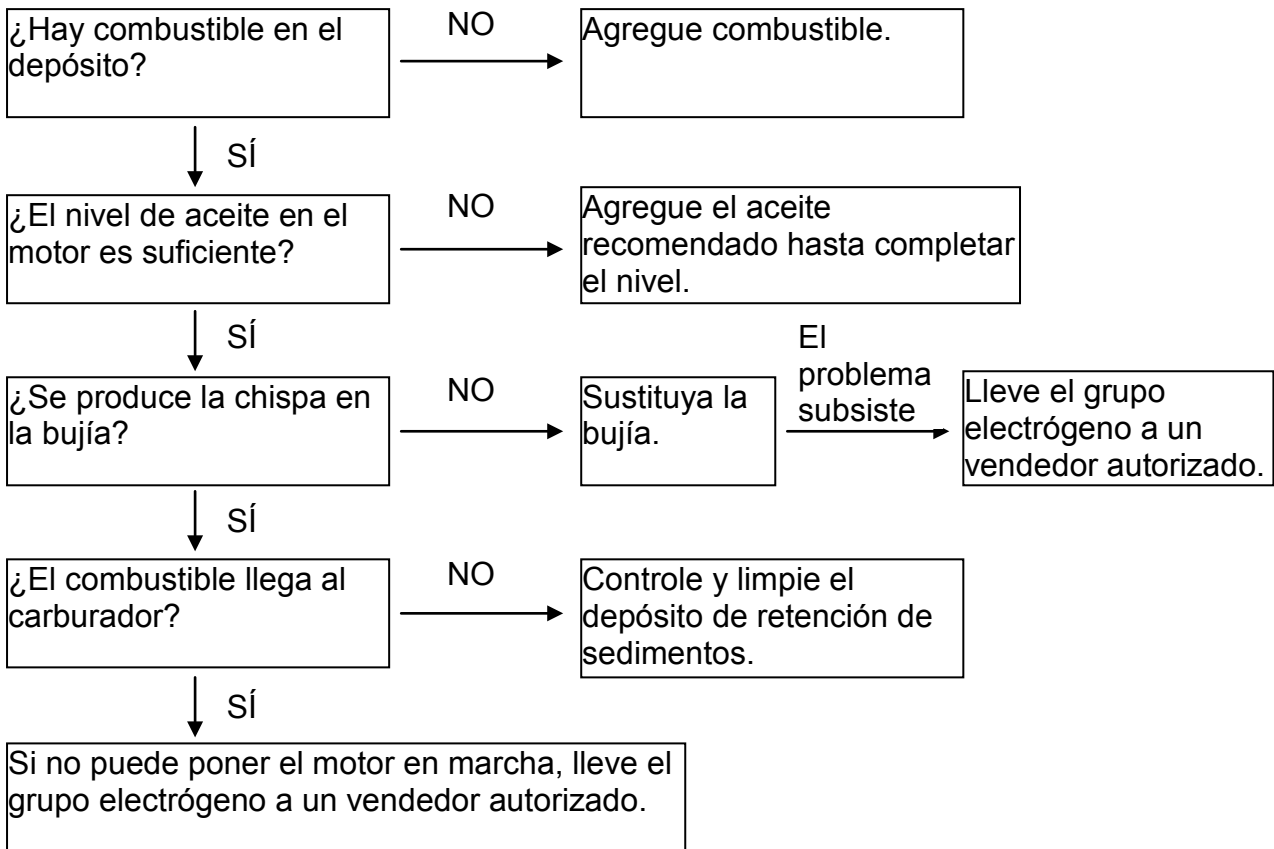 ¿Hay combustible en el
depósito?
NO
Agregue combustible.
SÍ
¿El nivel de aceite en el
motor es suficiente?
NO
Agregue el aceite
recomendado hasta completar
el nivel.
SÍ
¿Se produce la chispa en
la bujía?
NO
Sustituya la
bujía.
El
problema
subsiste
Lleve el grupo
electrógeno a un
vendedor autorizado.
SÍ
¿El combustible llega al
carburador?
NO
Controle y limpie el
depósito de retención de
sedimentos.
SÍ
Si no puede poner el motor en marcha, lleve el
grupo electrógeno a un vendedor autorizado.